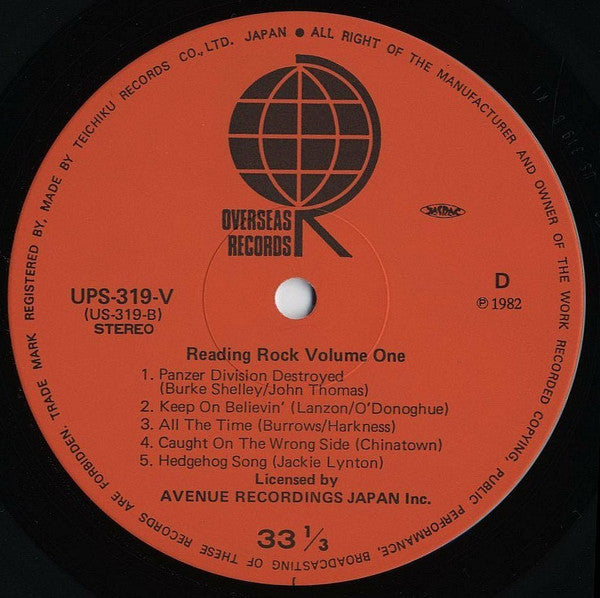 TRADE MARK REGISTERED BY, MADE BY TEICHIKU RECORDS CO., LTD. JAPAN ● ALL RIGHT OF THE MANUFACTURER AND OWNER OF THE WORK RECORDED COPYING, PUBLIC PERFORMANCE, BROADCASTING OF THESE RECORDS ARE FORBIDDEN,
OVERSEAS
RECORDS
JASRAC
UPS-319-V
(US-319-B)
STEREO
D
℗ 1982
Reading Rock Volume One
1. Panzer Division Destroyed
(Burke Shelley/John Thomas)
2. Keep On Believin' (Lanzon/O'Donoghue)
3. All The Time (Burrows/Harkness)
4. Caught On The Wrong Side (Chinatown)
5. Hedgehog Song (Jackie Lynton)
Licensed by
AVENUE RECORDINGS JAPAN Inc.
33 1/3